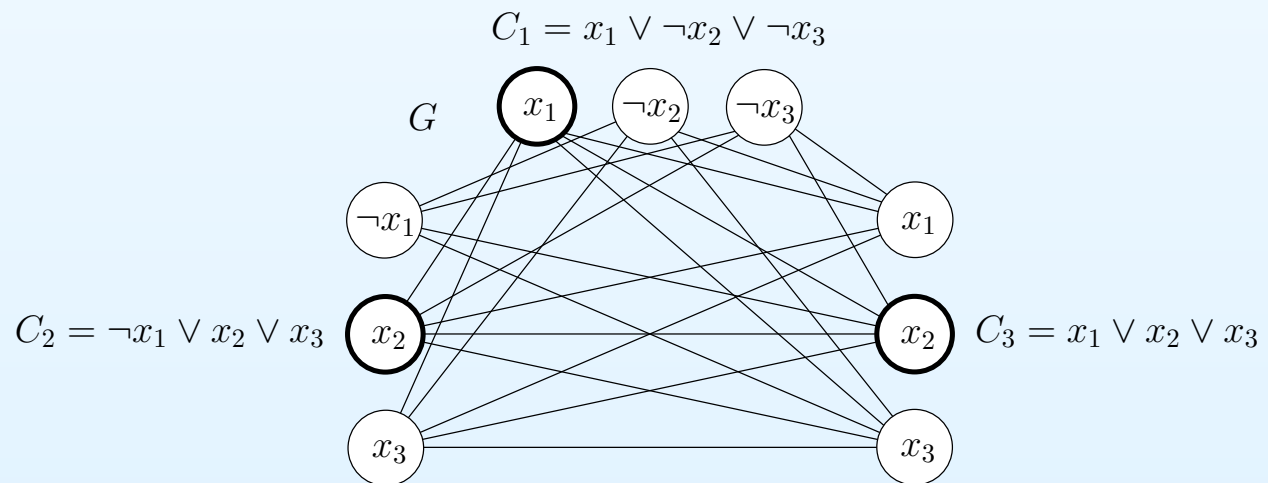 C₁ = x₁ ∨ ¬x₂ ∨ ¬x₃
G
x₁ ¬x₂ ¬x₃
¬x₁ x₁
C₂ = ¬x₁ ∨ x₂ ∨ x₃
x₂ x₂
C₃ = x₁ ∨ x₂ ∨ x₃
x₃ x₃